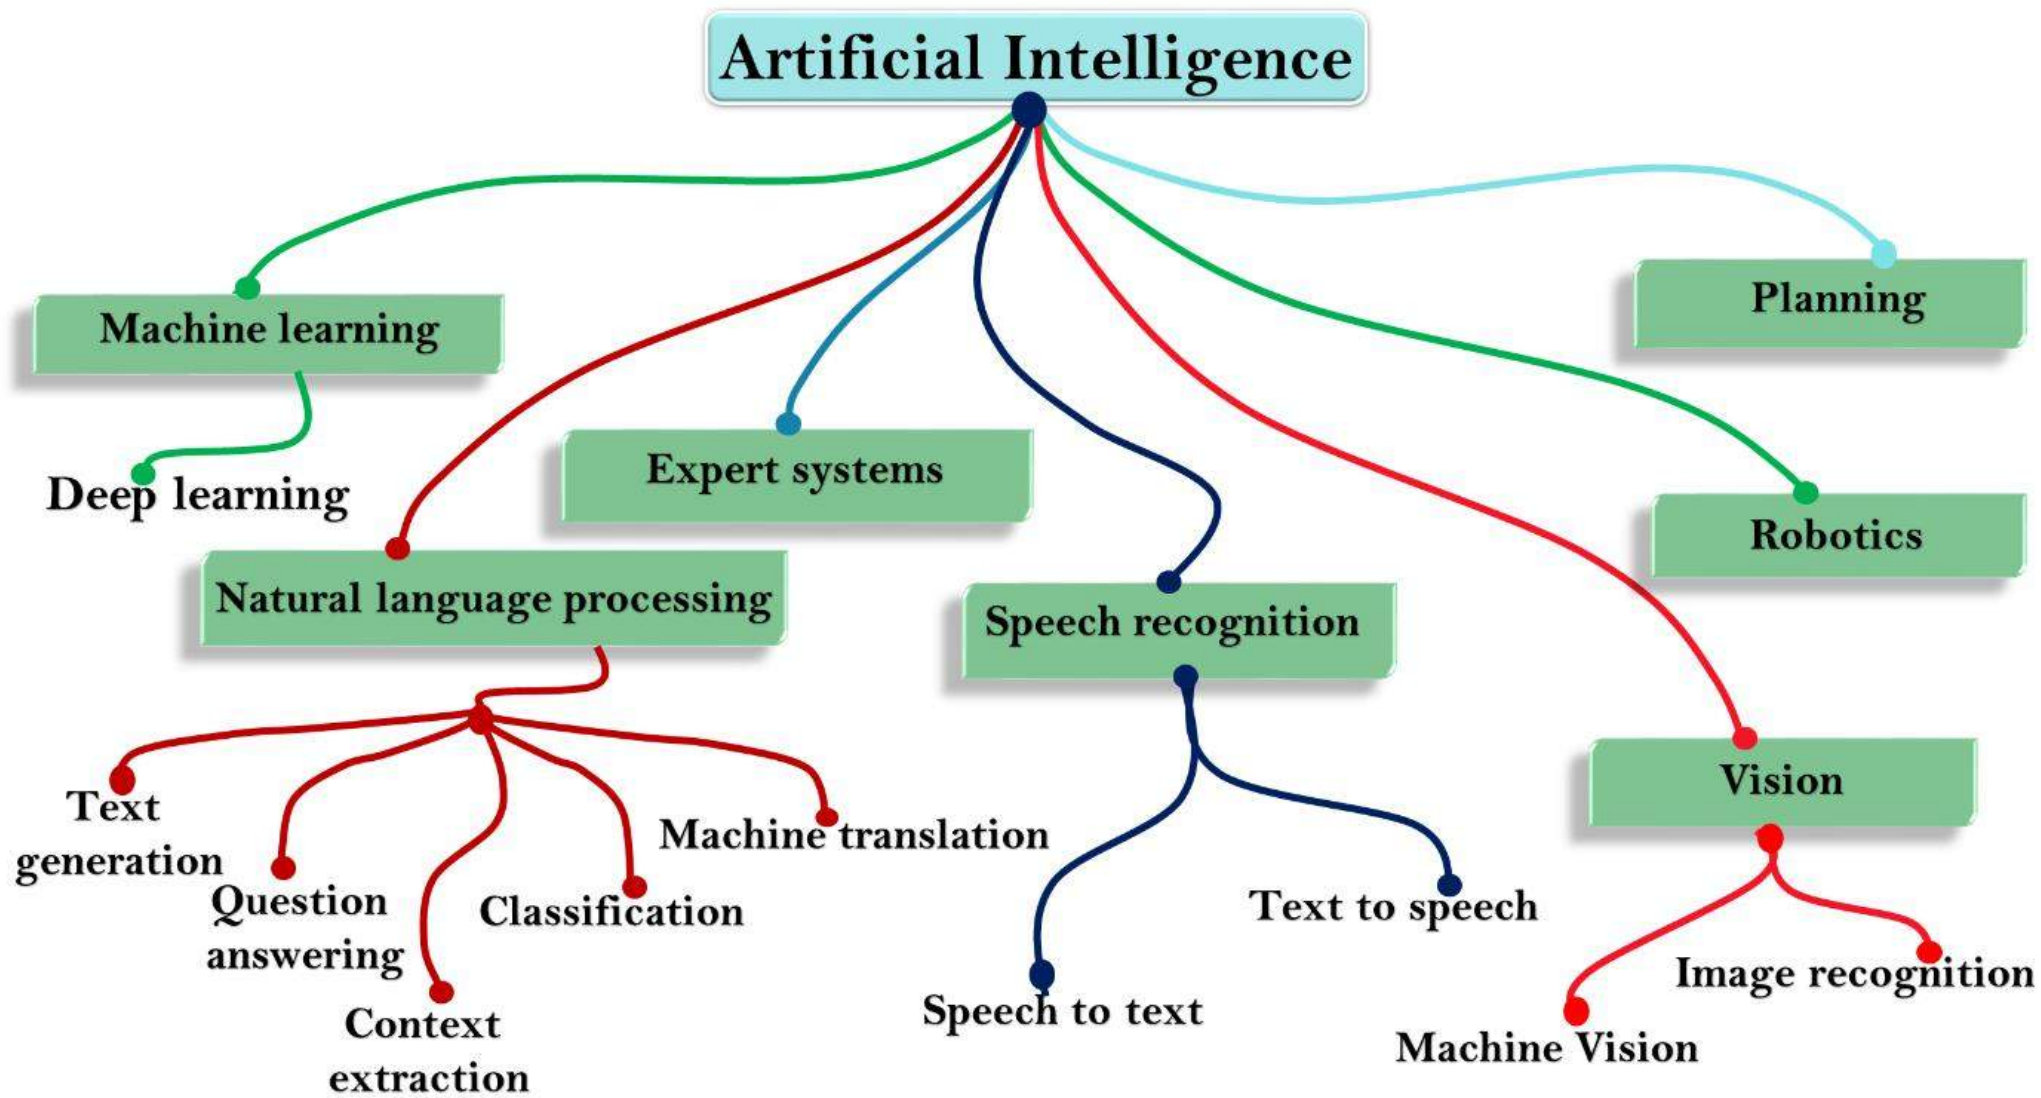 Artificial Intelligence
Machine learning
Deep learning
Natural language processing
Text
generation
Question
answering
Context
extraction
Classification
Machine translation
Expert systems
Speech recognition
Speech to text
Text to speech
Vision
Machine Vision
Image recognition
Robotics
Planning